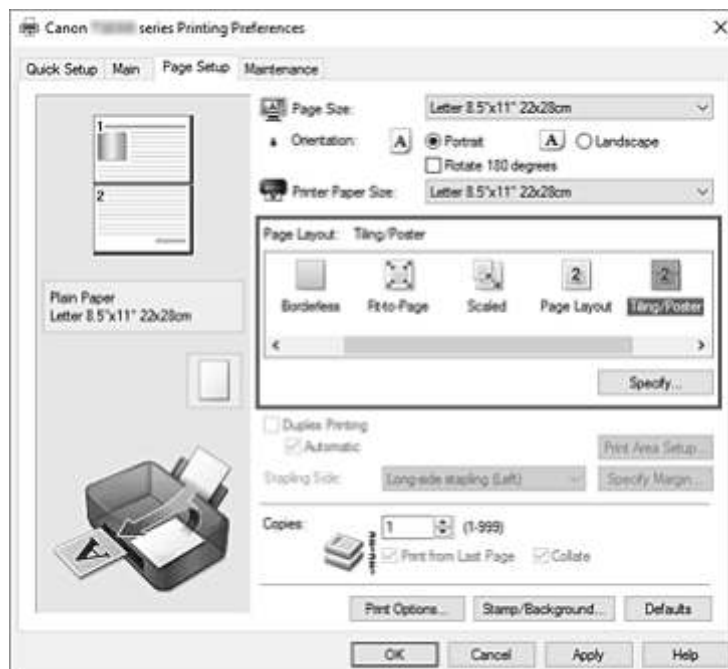 Canon series Printing Preferences
Quick Setup Main Page Setup Maintenance
1
2
Plain Paper
Letter 8.5"x11" 22x28cm
A
Page Size: Letter 8.5"x11" 22x28cm
Orientation: A Portrait A Landscape
Rotate 180 degrees
Printer Paper Size: Letter 8.5"x11" 22x28cm
Page Layout: Tiling/Poster
2 2
Borderless Fit-to-Page Scaled Page Layout Tiling/Poster
Specify...
Duplex Printing
Automatic Print Area Setup...
Stapling Side: Long-side stapling (Left) Specify Margin...
Copies: 1 (1-999)
Print from Last Page Collate
Print Options... Stamp/Background... Defaults
OK Cancel Apply Help